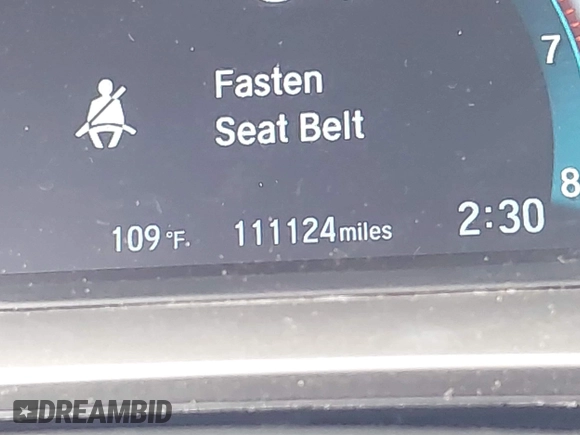 7
Fasten
Seat Belt
8
109 °F. 111124 miles 2:30
DREAMBID